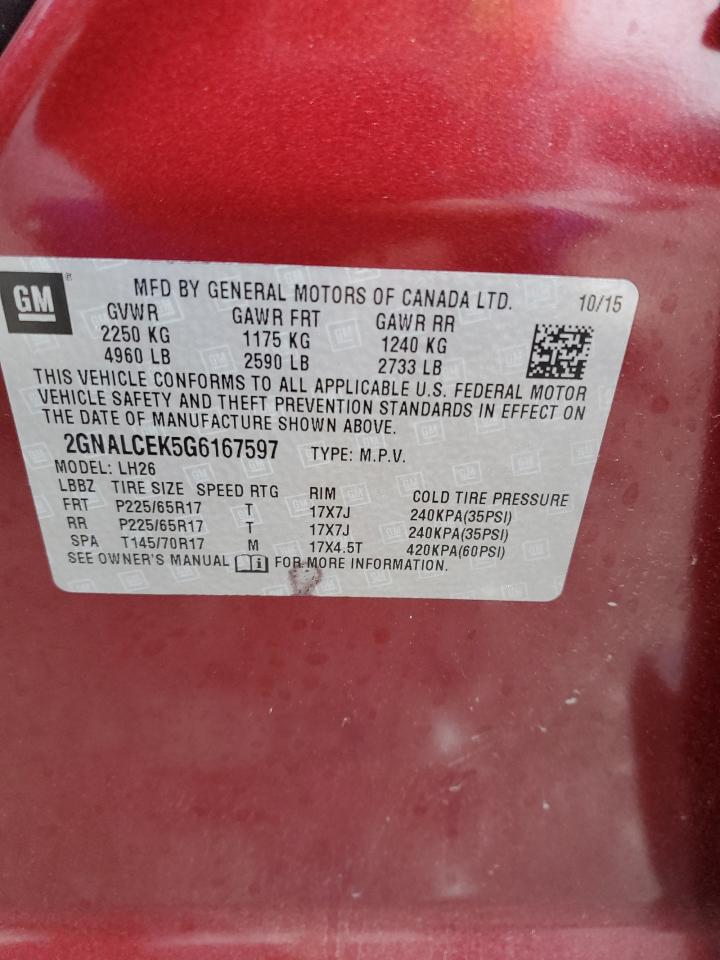 GM®
MFD BY GENERAL MOTORS OF CANADA LTD. 10/15
GVWR GAWR FRT GAWR RR
2250 KG 1175 KG 1240 KG
4960 LB 2590 LB 2733 LB
THIS VEHICLE CONFORMS TO ALL APPLICABLE U.S. FEDERAL MOTOR
VEHICLE SAFETY AND THEFT PREVENTION STANDARDS IN EFFECT ON
THE DATE OF MANUFACTURE SHOWN ABOVE.
2GNALCEK5G6167597 TYPE: M.P.V.
MODEL: LH26
LBBZ TIRE SIZE SPEED RTG RIM COLD TIRE PRESSURE
FRT P225/65R17 T 17X7J 240KPA(35PSI)
RR P225/65R17 T 17X7J 240KPA(35PSI)
SPA T145/70R17 M 17X4.5T 420KPA(60PSI)
SEE OWNER'S MANUAL FOR MORE INFORMATION.